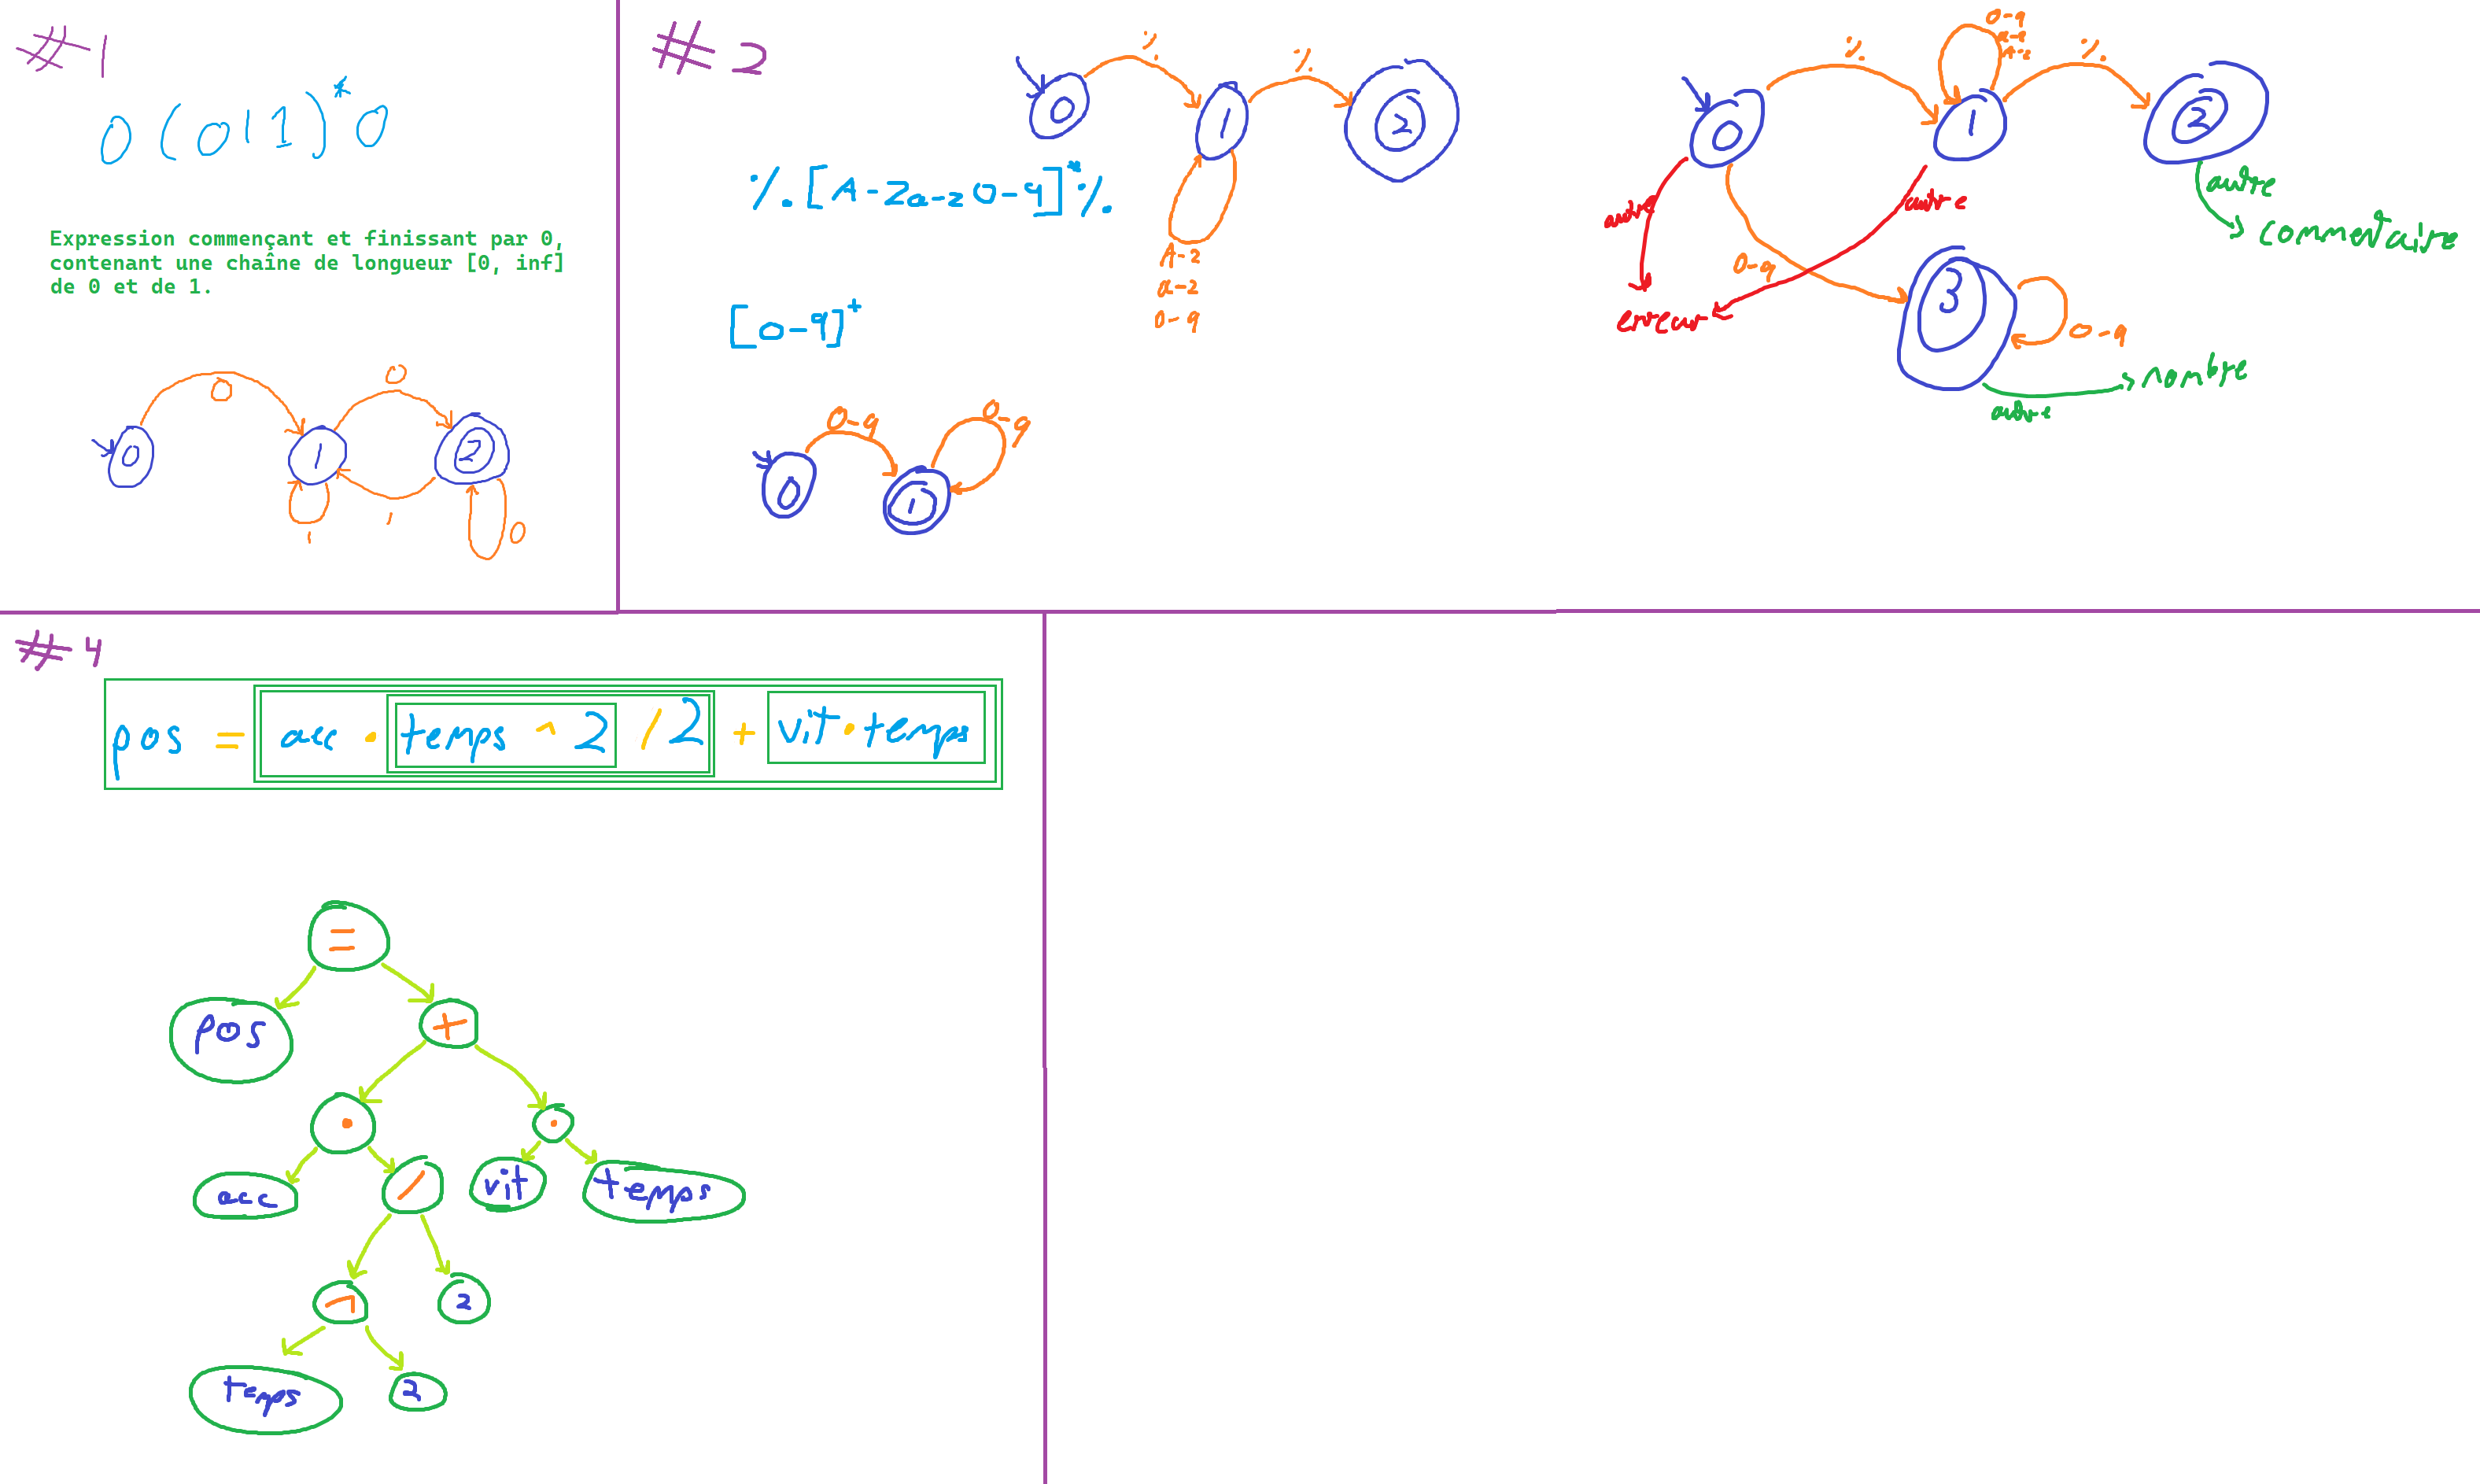 #1
0(0|1)*0
Expression commençant et finissant par 0,
contenant une chaîne de longueur [0, inf]
de 0 et de 1.
0
0
0
1
2
1
1
0
#2
%
%
0
1
2
%[A-Za-z0-9]*%
A-Z
a-z
0-9
[0-9]+
0-9
0-9
0
1
0-9
a-z
A-Z
%
%
0
1
2
autre
autre
autre
commentaire
0-9
3
erreur
0-9
nombre
autre
#4
pos = acc • temps ^ 2 / 2 + vit • temps
=
pos
+
•
•
acc
/
vit
temps
^
2
temps
2